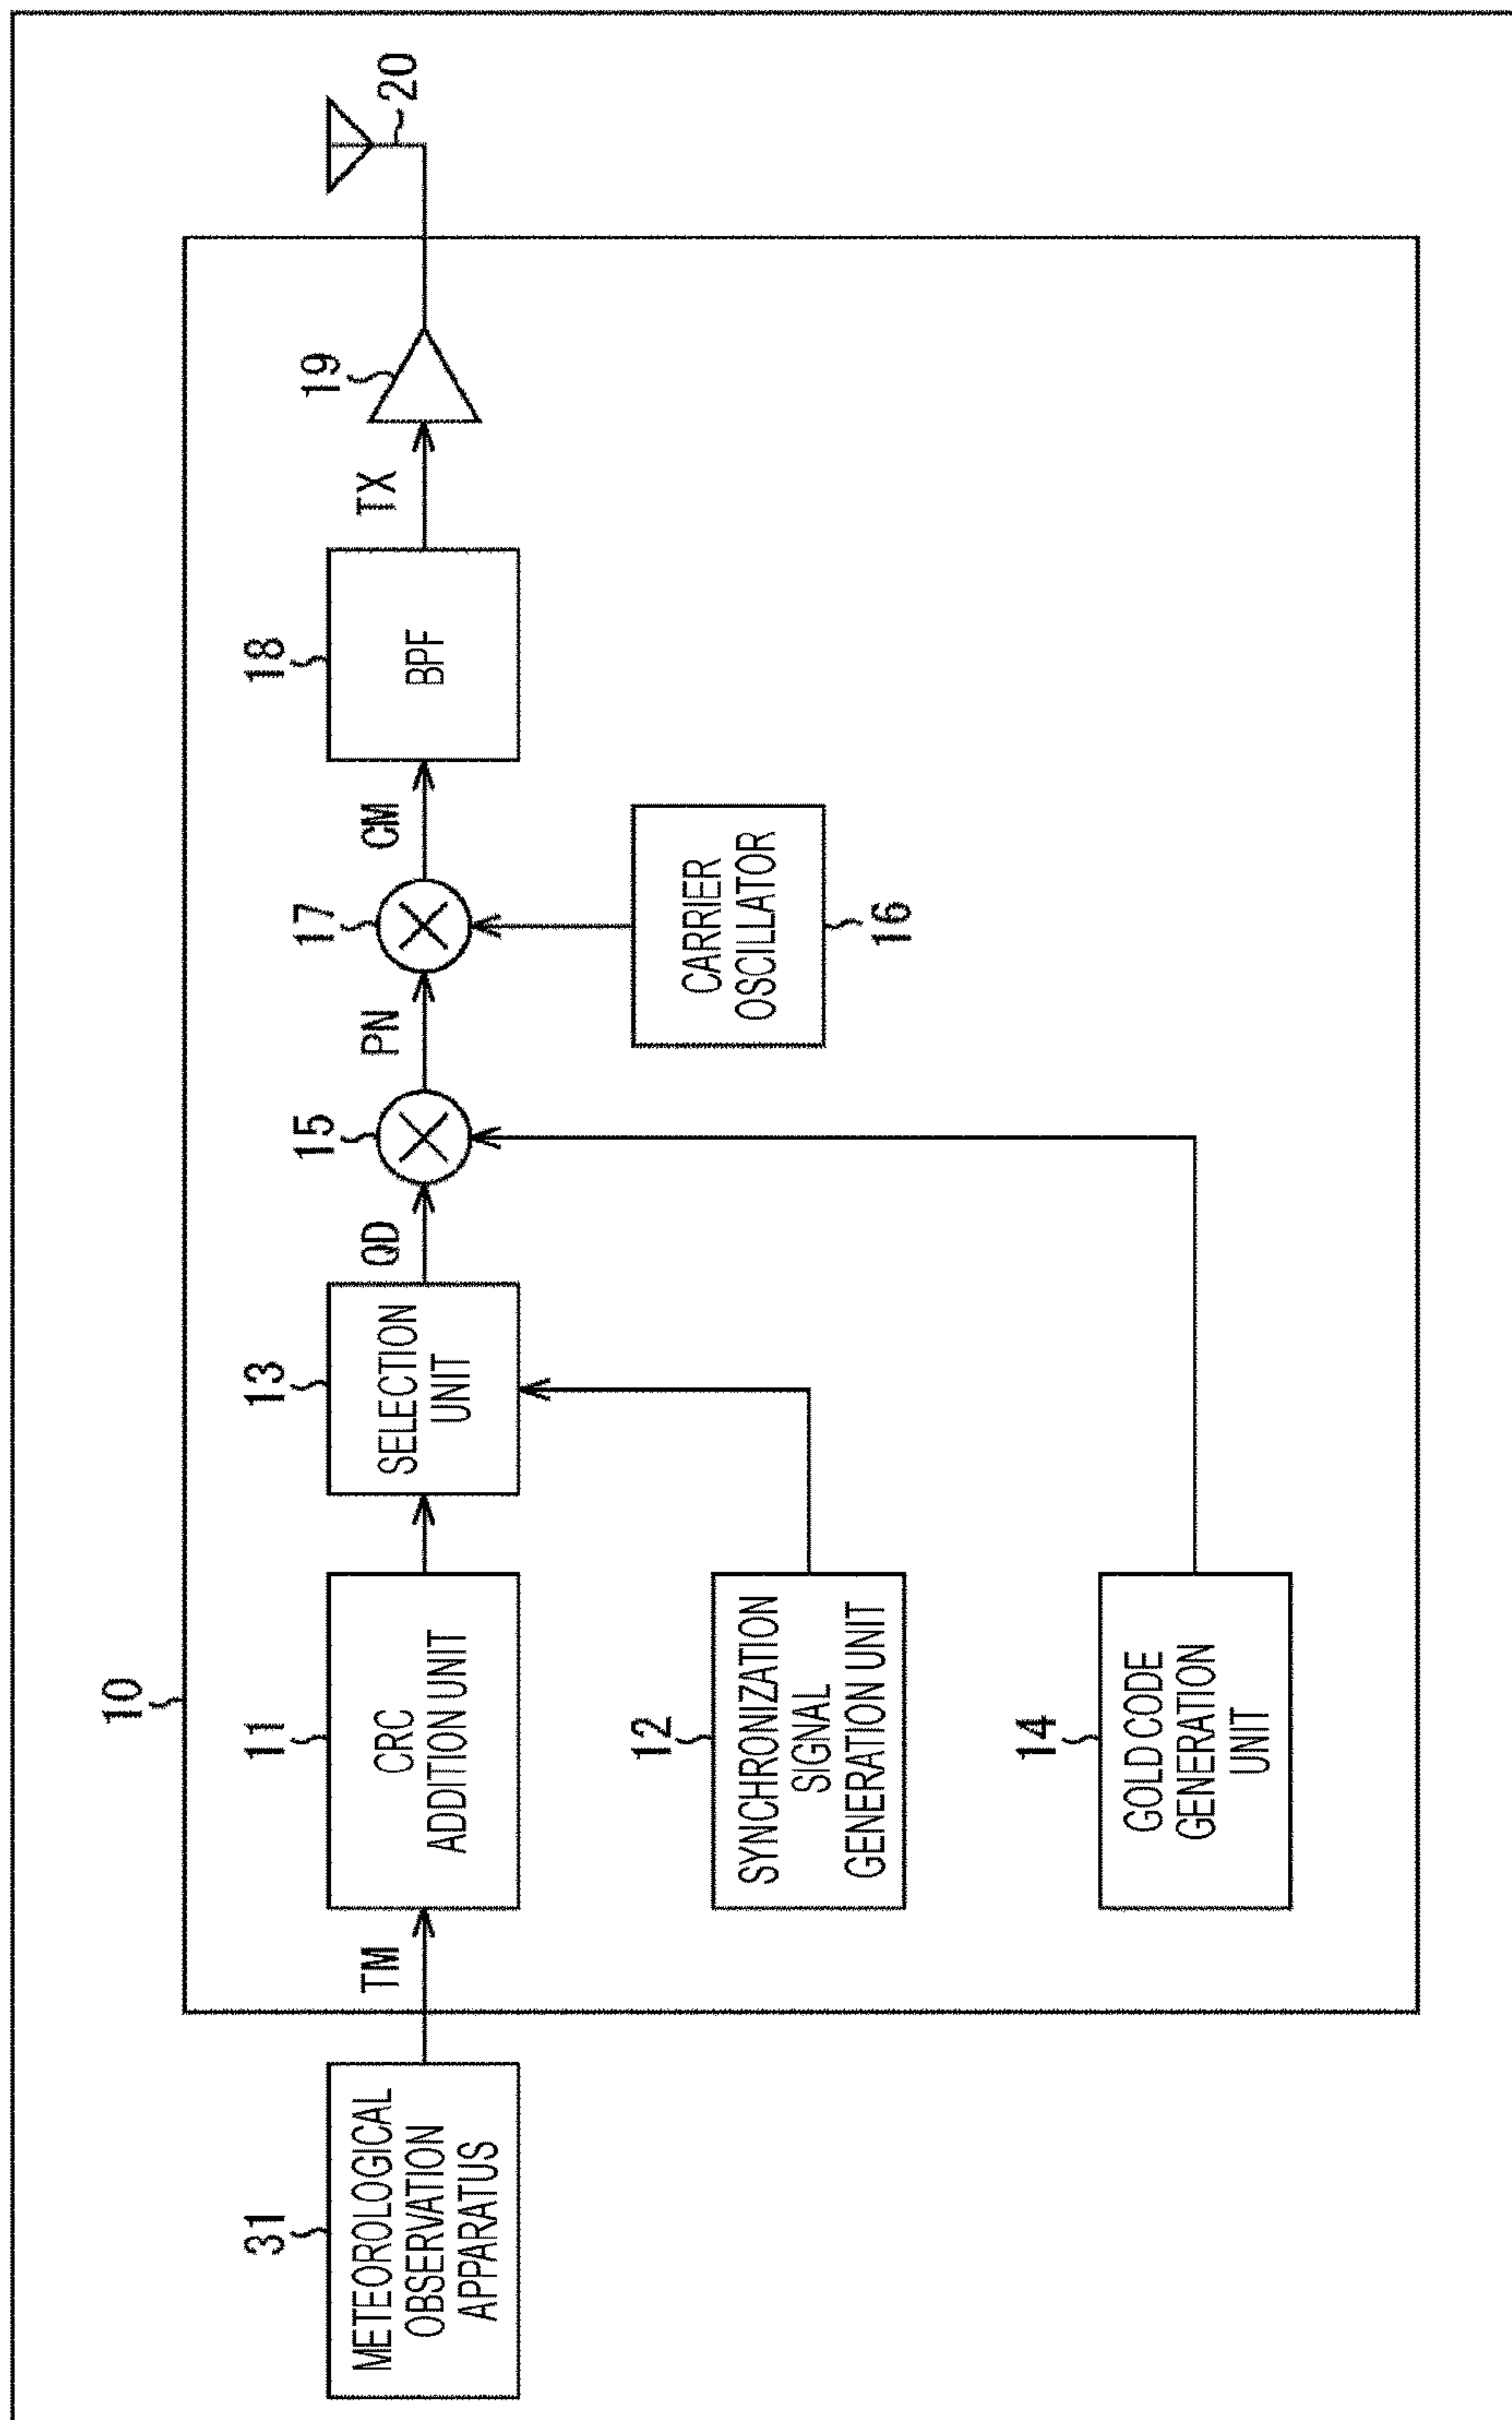 10
31
METEOROLOGICAL
OBSERVATION
APPARATUS
TM
11
CRC
ADDITION UNIT
13
SELECTION
UNIT
QD
15
PN
17
CM
18
BPF
TX
19
20
12
SYNCHRONIZATION
SIGNAL
GENERATION UNIT
CARRIER
OSCILLATOR
16
14
GOLD CODE
GENERATION
UNIT